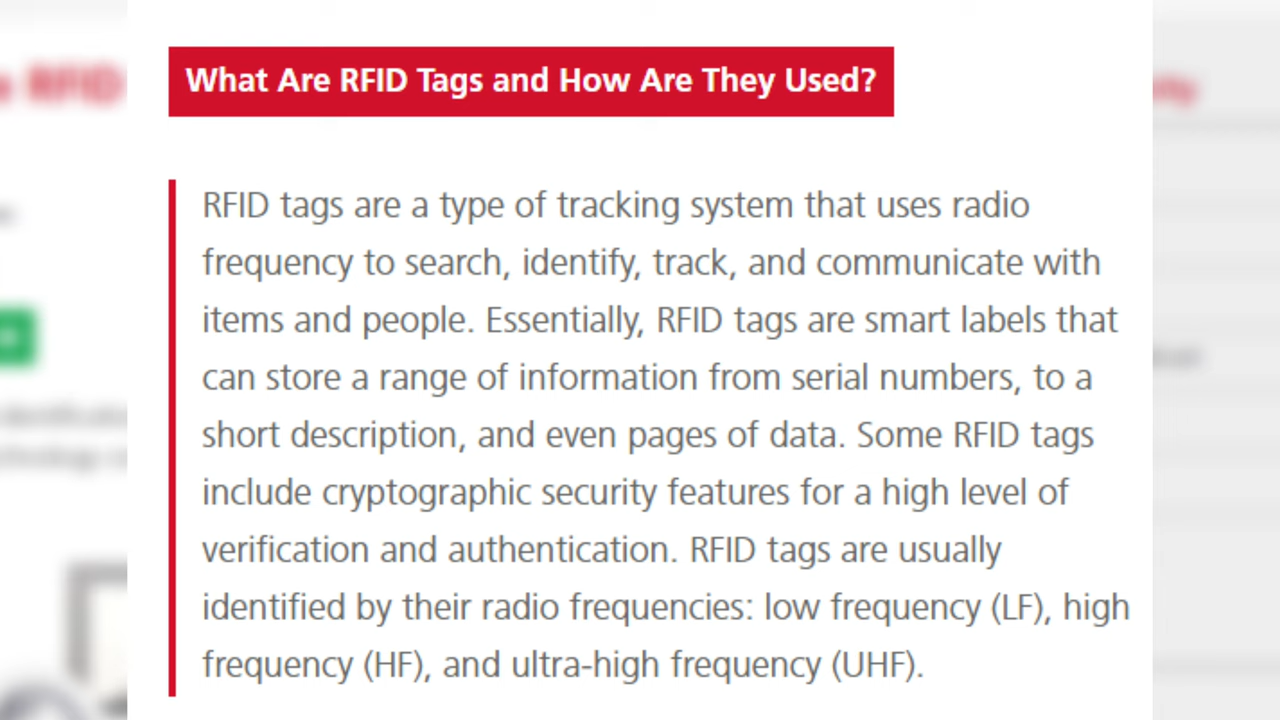 What Are RFID Tags and How Are They Used?
RFID tags are a type of tracking system that uses radio
frequency to search, identify, track, and communicate with
items and people. Essentially, RFID tags are smart labels that
can store a range of information from serial numbers, to a
short description, and even pages of data. Some RFID tags
include cryptographic security features for a high level of
verification and authentication. RFID tags are usually
identified by their radio frequencies: low frequency (LF), high
frequency (HF), and ultra-high frequency (UHF).
RFID